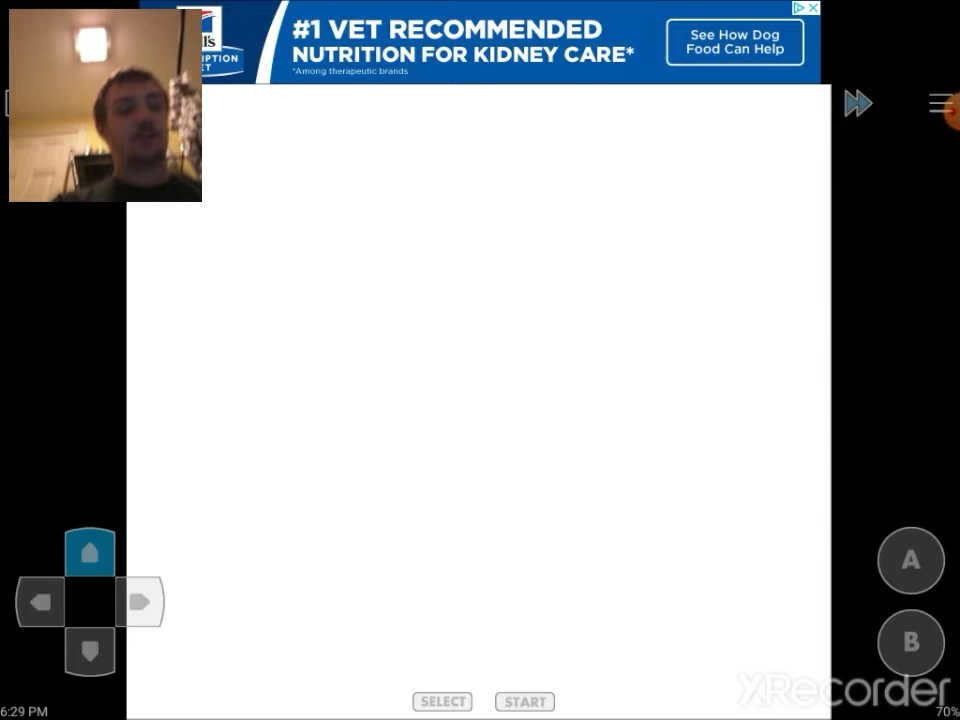 #1 VET RECOMMENDED
NUTRITION FOR KIDNEY CARE*
*Among therapeutic brands
See How Dog
Food Can Help
A
B
SELECT
START
XRecorder
6:29 PM
70%